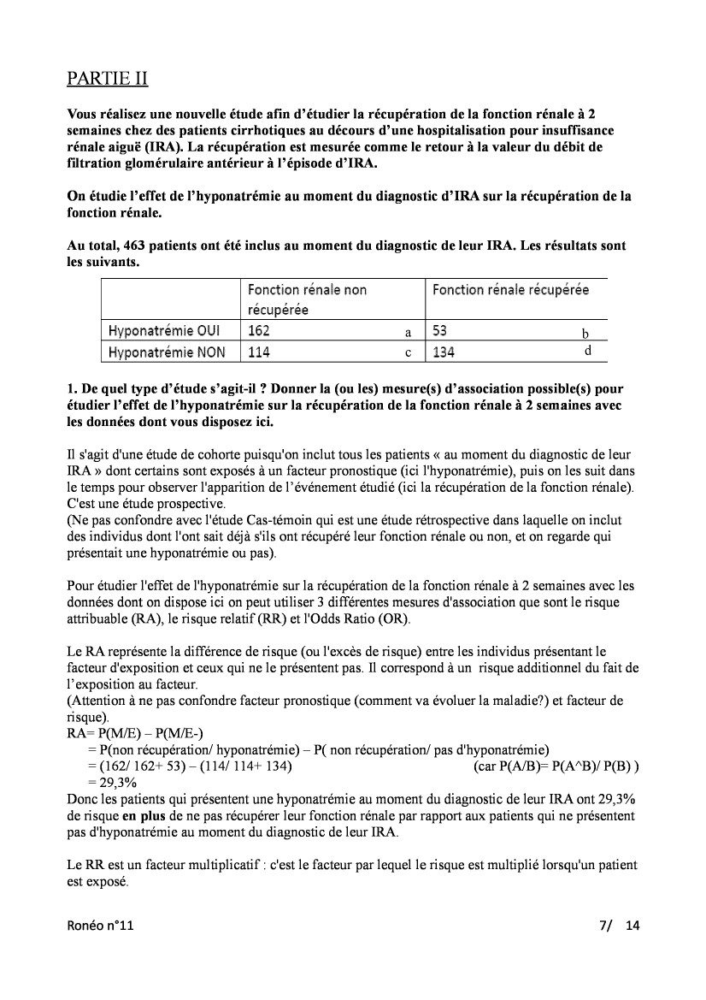 PARTIE II
Vous réalisez une nouvelle étude afin d’étudier la récupération de la fonction rénale à 2
semaines chez des patients cirrhotiques au décours d’une hospitalisation pour insuffisance
rénale aiguë (IRA). La récupération est mesurée comme le retour à la valeur du débit de
filtration glomérulaire antérieur à l’épisode d’IRA.
On étudie l’effet de l’hyponatrémie au moment du diagnostic d’IRA sur la récupération de la
fonction rénale.
Au total, 463 patients ont été inclus au moment du diagnostic de leur IRA. Les résultats sont
les suivants.
Fonction rénale non récupérée Fonction rénale récupérée
Hyponatrémie OUI 162 a 53 b
Hyponatrémie NON 114 c 134 d
1. De quel type d’étude s’agit-il ? Donner la (ou les) mesure(s) d’association possible(s) pour
étudier l’effet de l’hyponatrémie sur la récupération de la fonction rénale à 2 semaines avec
les données dont vous disposez ici.
Il s'agit d'une étude de cohorte puisqu'on inclut tous les patients « au moment du diagnostic de leur
IRA » dont certains sont exposés à un facteur pronostique (ici l'hyponatrémie), puis on les suit dans
le temps pour observer l'apparition de l’événement étudié (ici la récupération de la fonction rénale).
C'est une étude prospective.
(Ne pas confondre avec l'étude Cas-témoin qui est une étude rétrospective dans laquelle on inclut
des individus dont l'ont sait déjà s'ils ont récupéré leur fonction rénale ou non, et on regarde qui
présentait une hyponatrémie ou pas).
Pour étudier l'effet de l'hyponatrémie sur la récupération de la fonction rénale à 2 semaines avec les
données dont on dispose ici on peut utiliser 3 différentes mesures d'association que sont le risque
attribuable (RA), le risque relatif (RR) et l'Odds Ratio (OR).
Le RA représente la différence de risque (ou l'excès de risque) entre les individus présentant le
facteur d'exposition et ceux qui ne le présentent pas. Il correspond à un risque additionnel du fait de
l’exposition au facteur.
(Attention à ne pas confondre facteur pronostique (comment va évoluer la maladie?) et facteur de
risque).
RA= P(M/E) – P(M/E-)
= P(non récupération/ hyponatrémie) – P( non récupération/ pas d'hyponatrémie)
= (162/ 162+ 53) – (114/ 114+ 134) (car P(A/B)= P(A^B)/ P(B) )
= 29,3%
Donc les patients qui présentent une hyponatrémie au moment du diagnostic de leur IRA ont 29,3%
de risque en plus de ne pas récupérer leur fonction rénale par rapport aux patients qui ne présentent
pas d'hyponatrémie au moment du diagnostic de leur IRA.
Le RR est un facteur multiplicatif : c'est le facteur par lequel le risque est multiplié lorsqu'un patient
est exposé.
Ronéo n°11 7/ 14